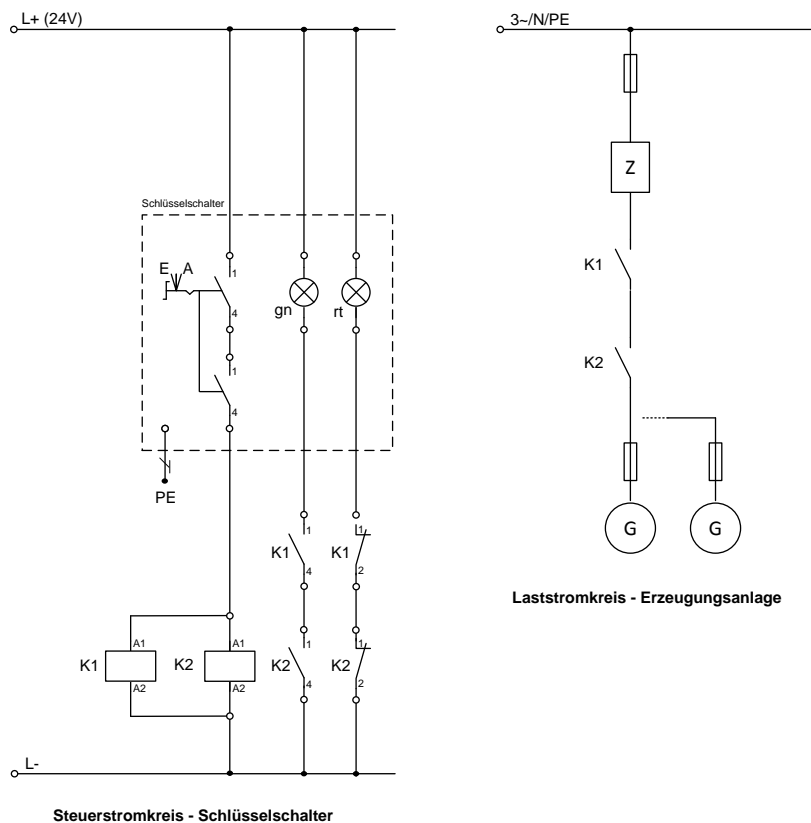 L+ (24V)
3~/N/PE
Z
Schlüsselschalter
E A
1
4
1
4
gn
rt
K1
K2
PE
G
G
K1
1
4
K1
1
2
Laststromkreis - Erzeugungsanlage
K1
A1
A2
K2
A1
A2
K2
1
4
K2
1
2
L-
Steuerstromkreis - Schlüsselschalter